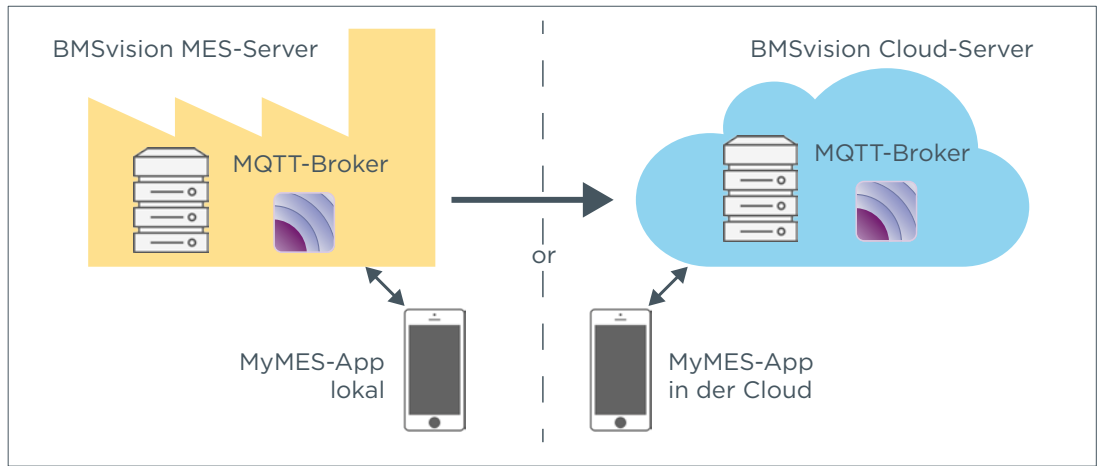 BMSvision MES-Server
BMSvision Cloud-Server
MQTT-Broker
MQTT-Broker
or
MyMES-App
lokal
MyMES-App
in der Cloud